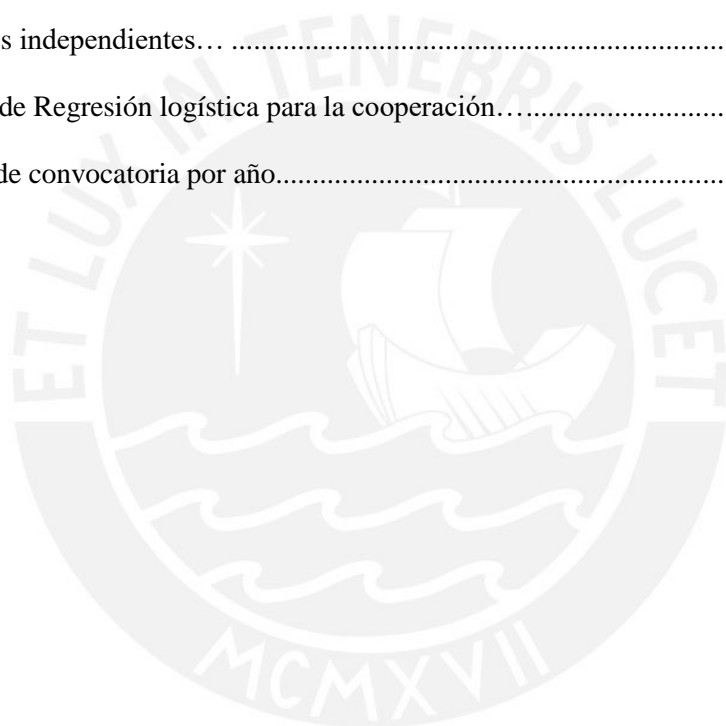 s independientes… ..................................................................
de Regresión logística para la cooperación…...........................
de convocatoria por año.............................................................
ET LUX IN TENEBRIS LUCET
MCMXVII